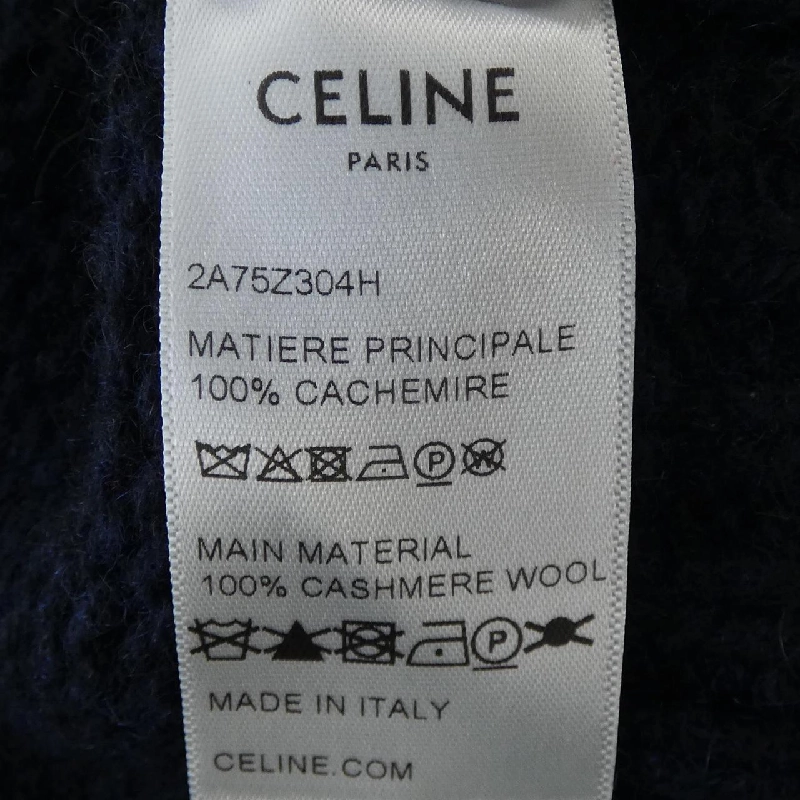 CELINE
PARIS
2A75Z304H
MATIERE PRINCIPALE
100% CACHEMIRE
P W
MAIN MATERIAL
100% CASHMERE WOOL
P
MADE IN ITALY
CELINE.COM